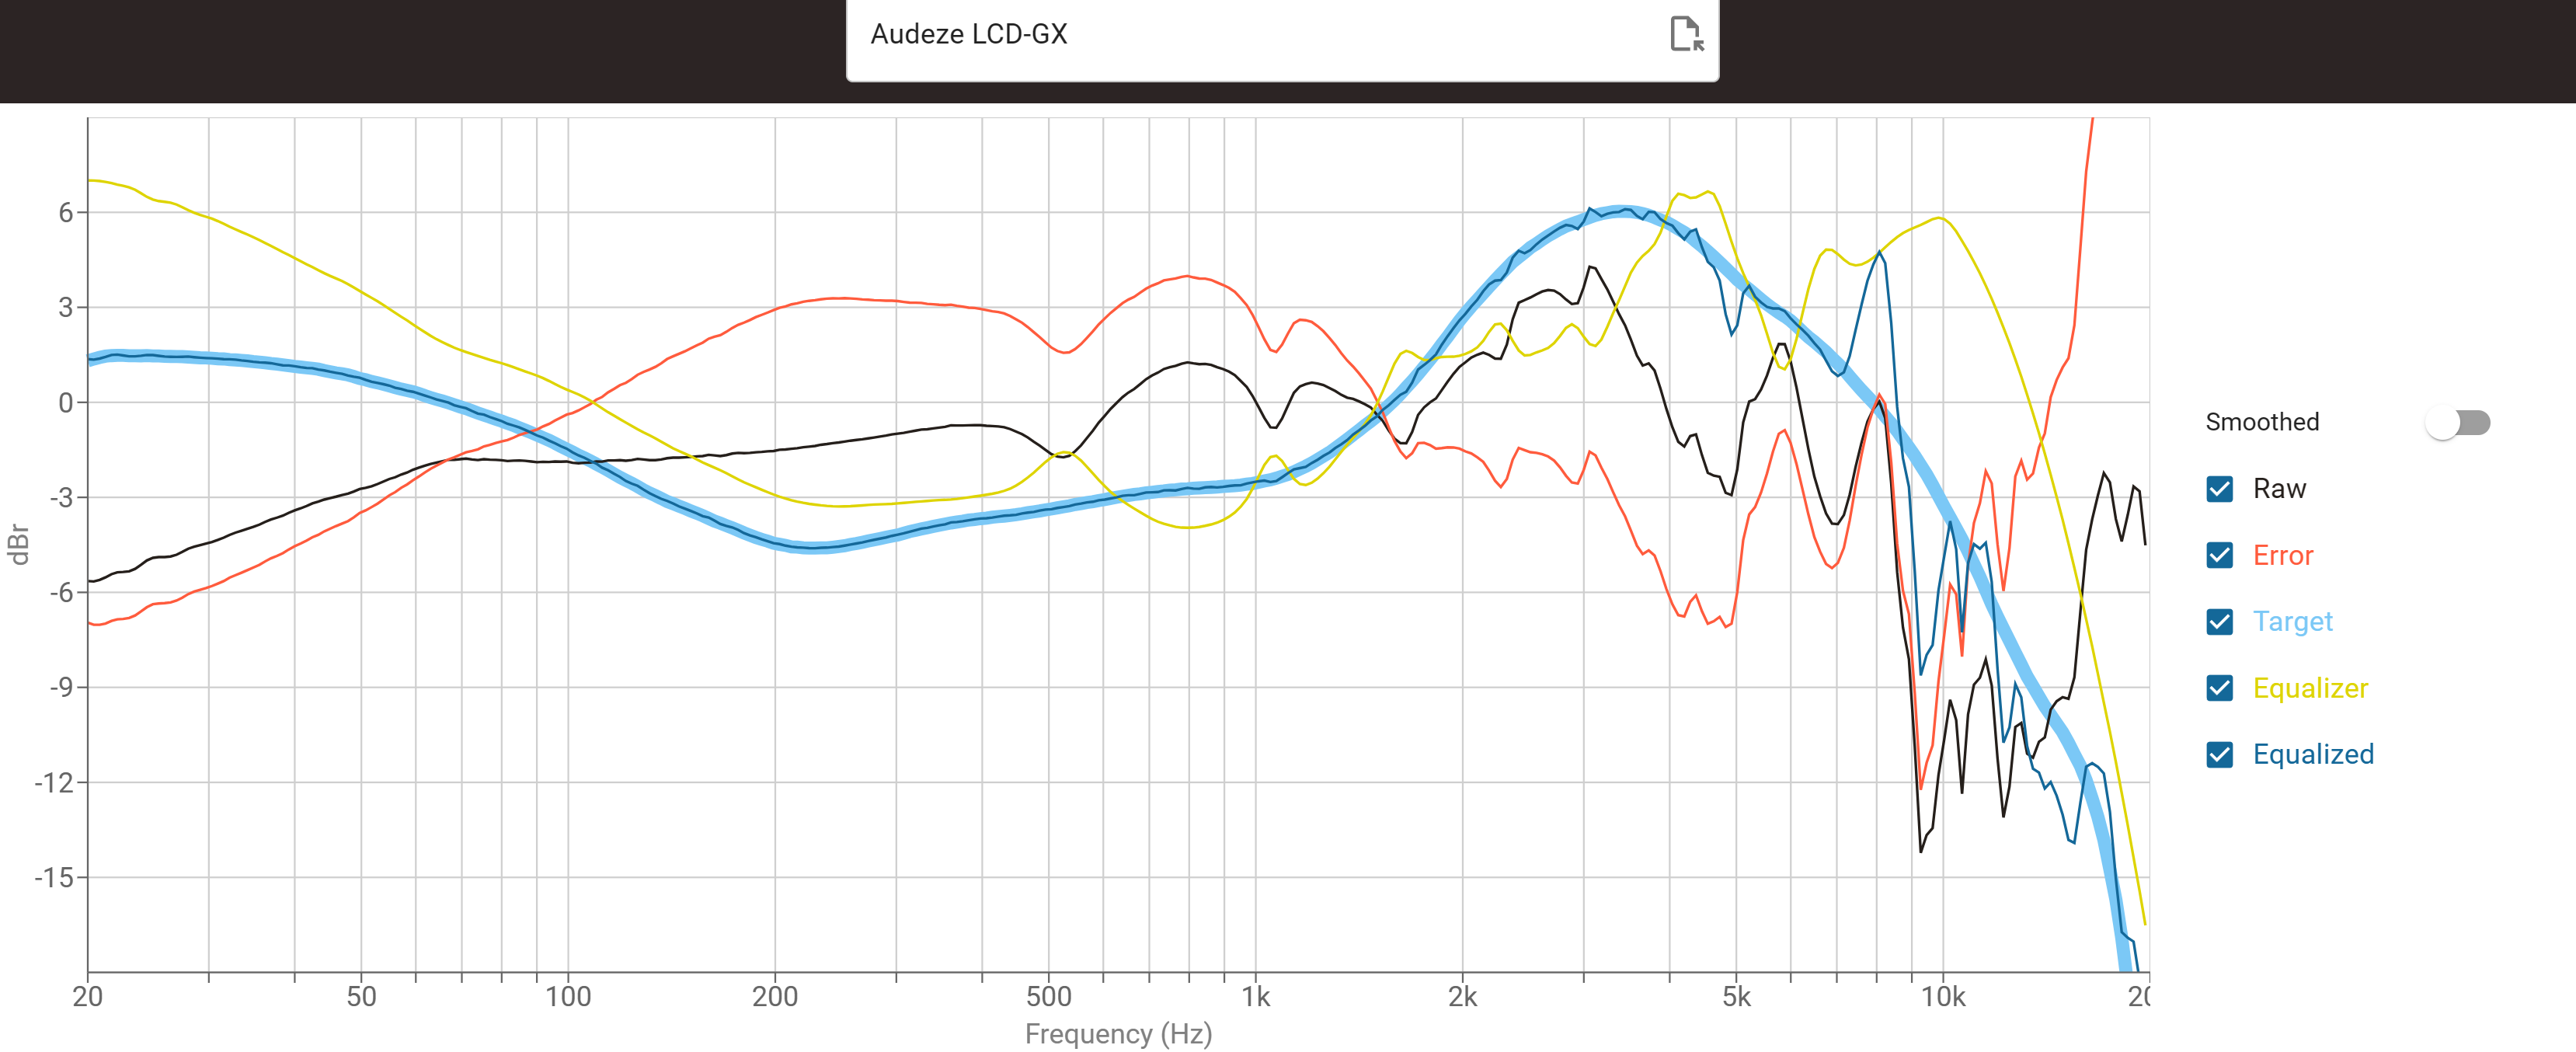 Audeze LCD-GX
6
3
0
-3
-6
-9
-12
-15
dBr
20 50 100 200 500 1k 2k 5k 10k 20
Frequency (Hz)
Smoothed
Raw
Error
Target
Equalizer
Equalized